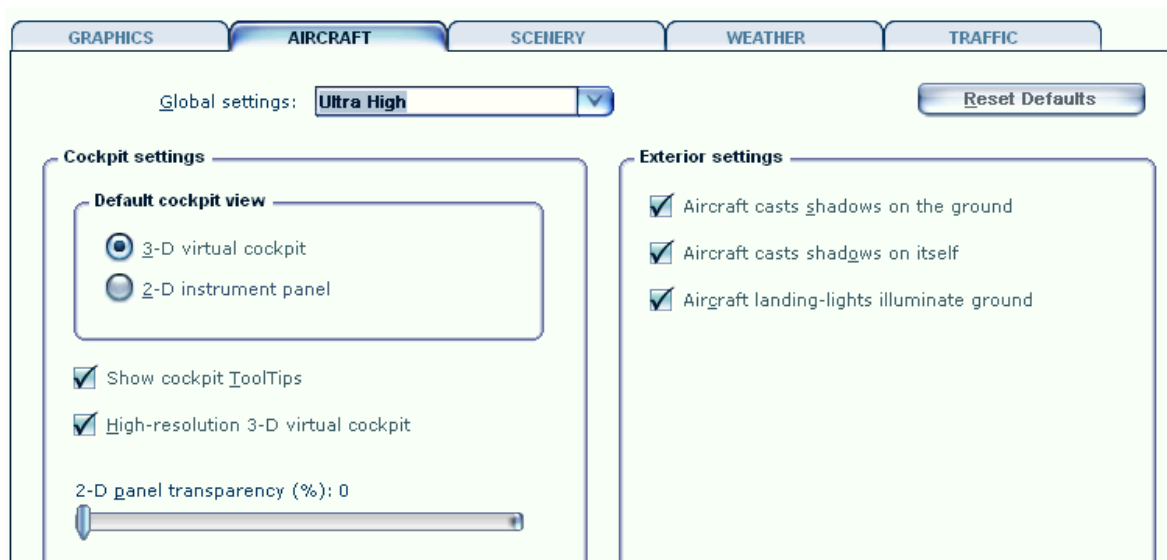 GRAPHICS AIRCRAFT SCENERY WEATHER TRAFFIC
Global settings: Ultra High Reset Defaults
Cockpit settings
Default cockpit view
3-D virtual cockpit
2-D instrument panel
Show cockpit ToolTips
High-resolution 3-D virtual cockpit
2-D panel transparency (%): 0
Exterior settings
Aircraft casts shadows on the ground
Aircraft casts shadows on itself
Aircraft landing-lights illuminate ground